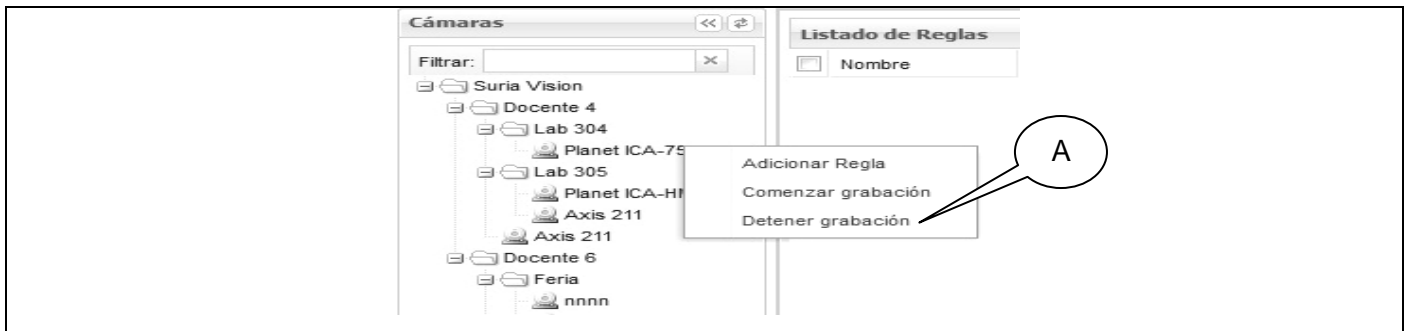 Cámaras
Filtrar:
Suria Vision
Docente 4
Lab 304
Planet ICA-75
Lab 305
Planet ICA-HM
Axis 211
Axis 211
Docente 6
Feria
nnnn
Listado de Reglas
Nombre
Adicionar Regla
Comenzar grabación
Detener grabación
A